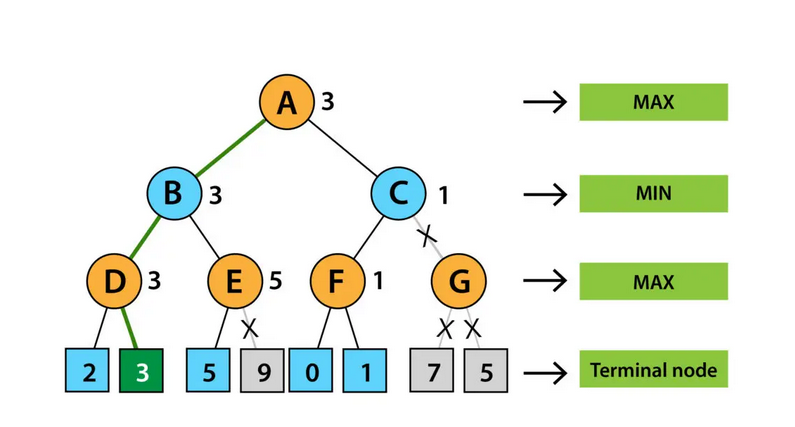 A 3 MAX
B 3 C 1 MIN
D 3 E 5 F 1 G MAX
X
X X X
2 3 5 9 0 1 7 5 Terminal node